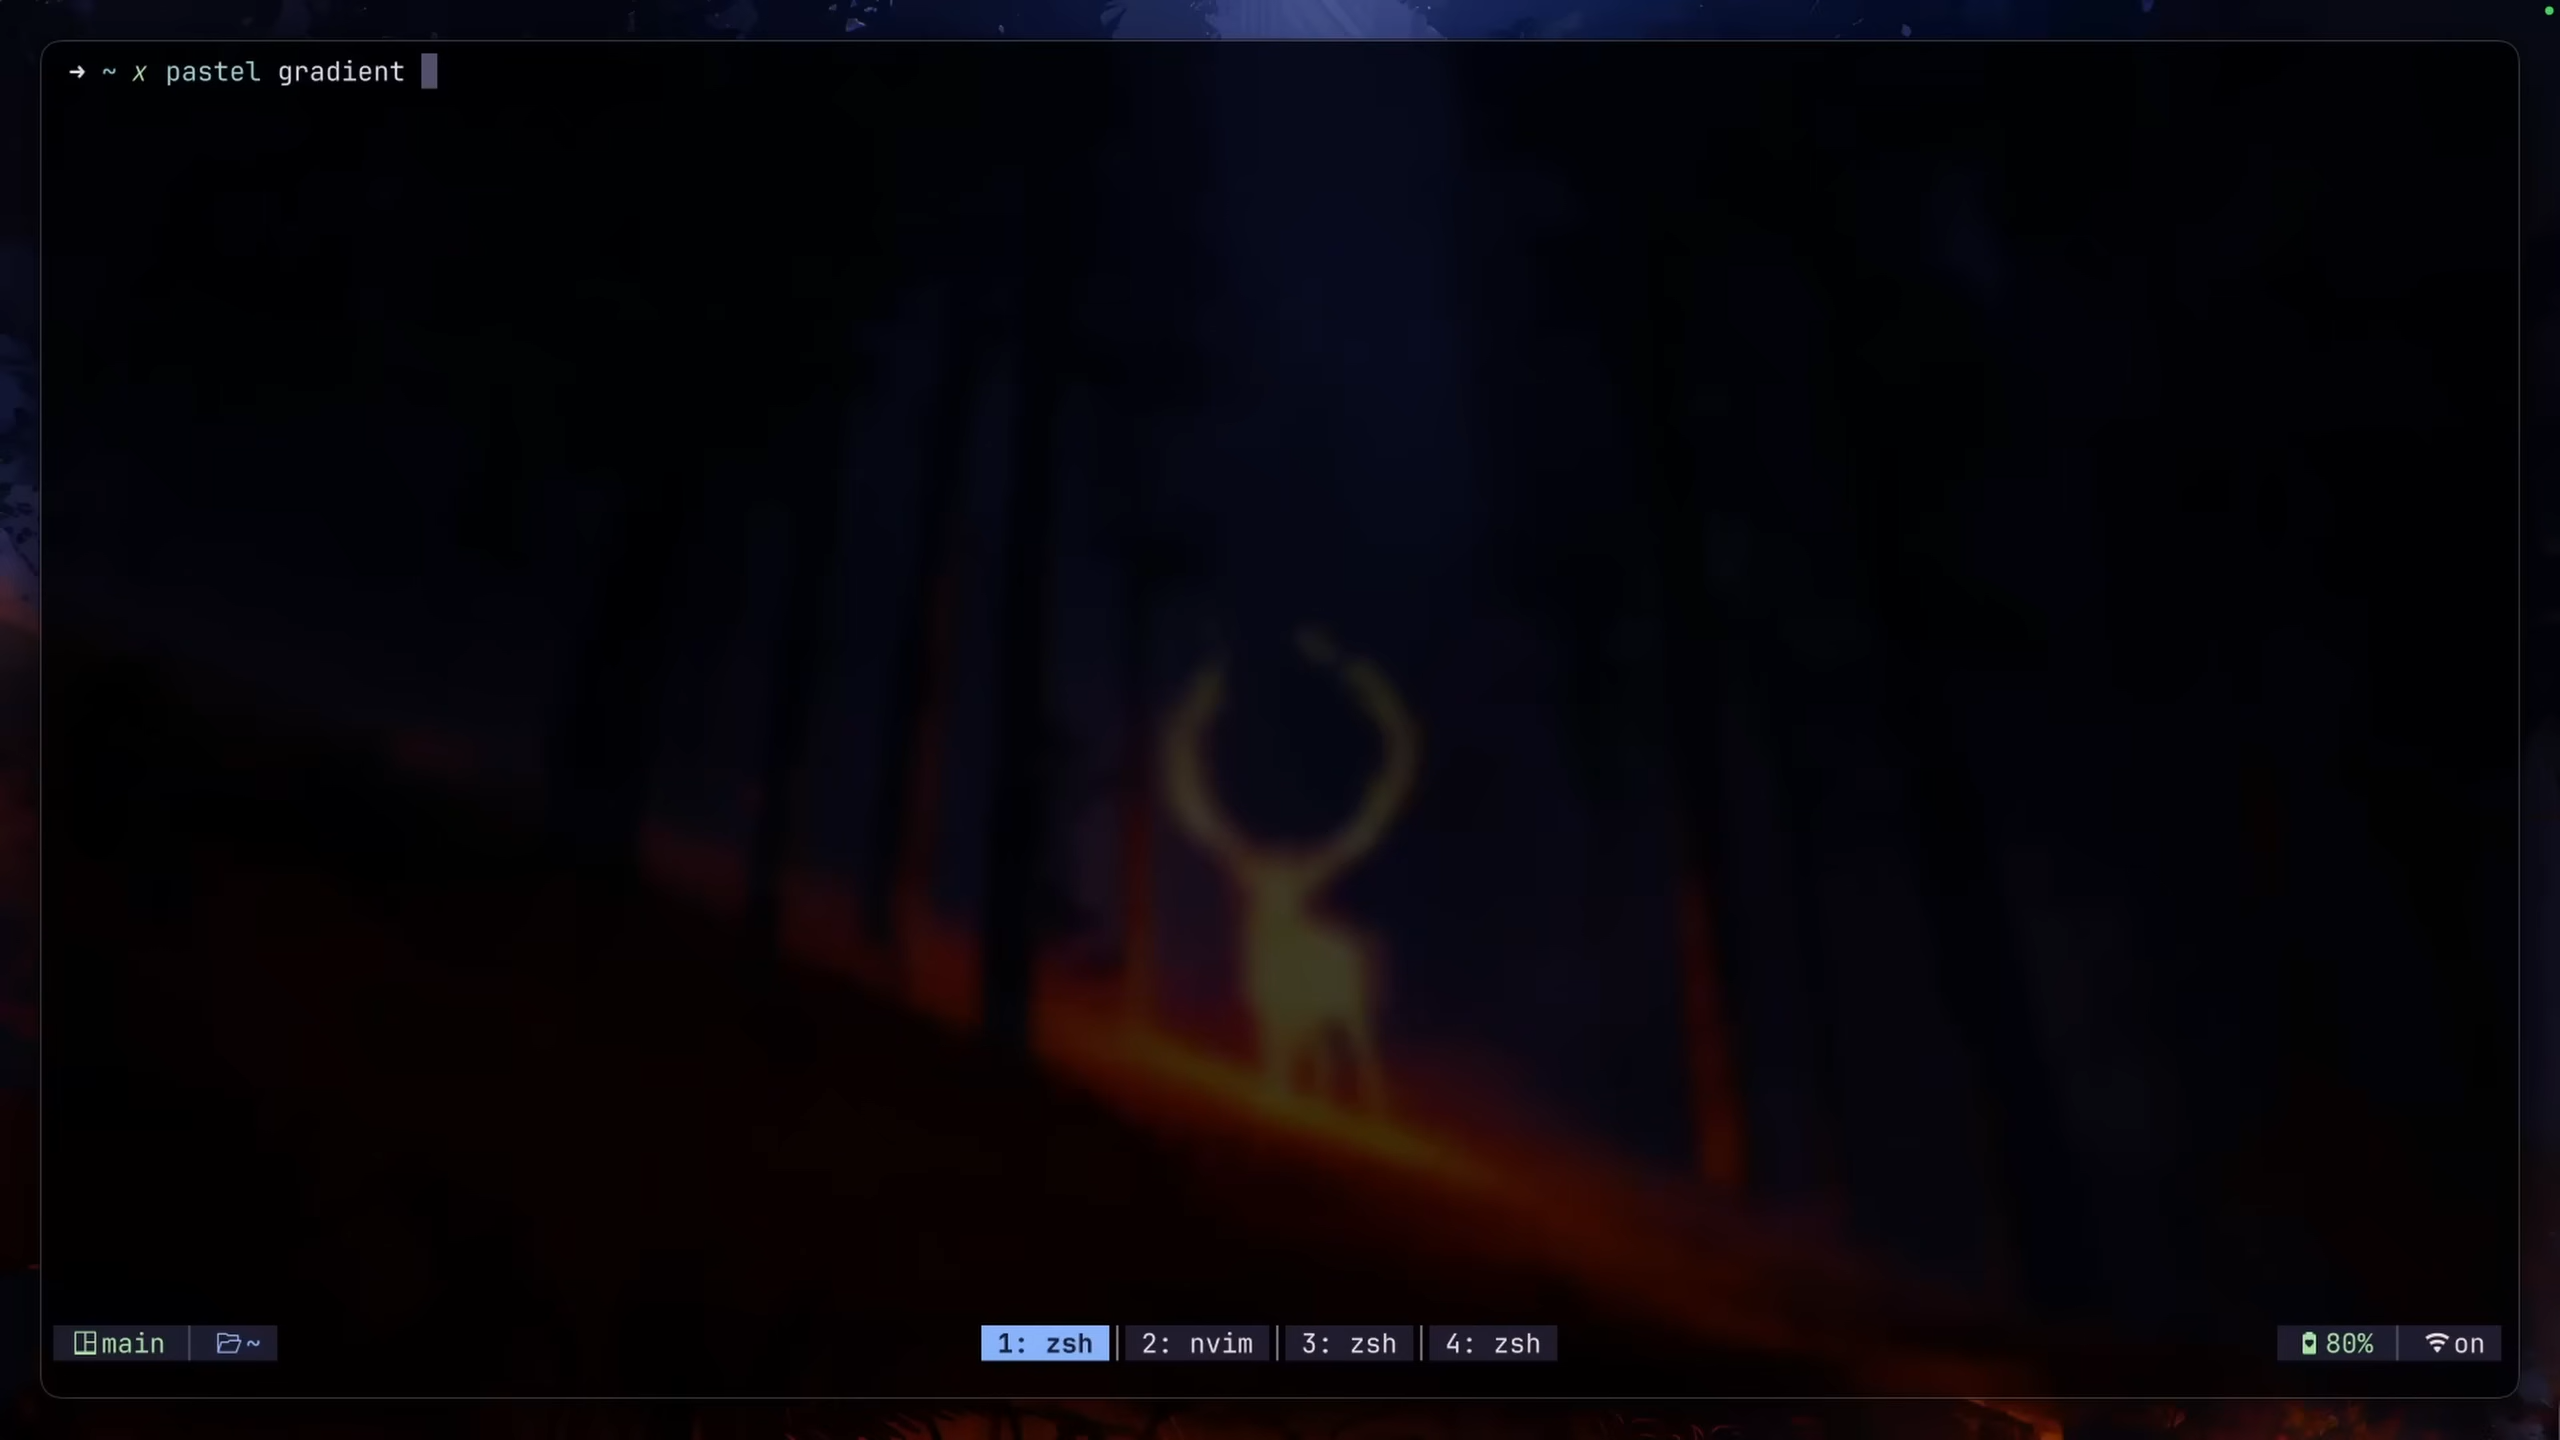 → ~ x pastel gradient
main ~ 1: zsh 2: nvim 3: zsh 4: zsh 80% on